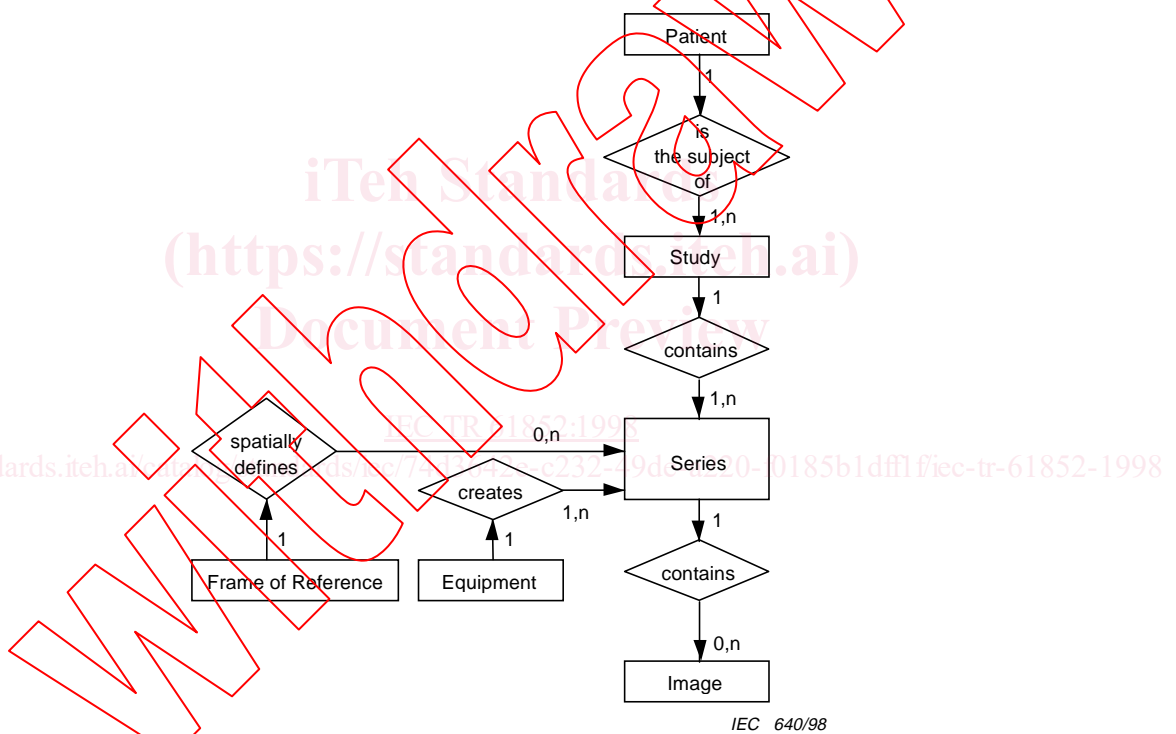 Patient
1
is
the subject
of
1,n
Study
1
contains
1,n
spatially
defines
0,n
Series
creates
1,n
1
1
1
Frame of Reference
Equipment
contains
0,n
Image
IEC 640/98
iTeh Standards
(https://standards.iteh.ai)
Document Preview
IEC TR 61852:1998
withdraw